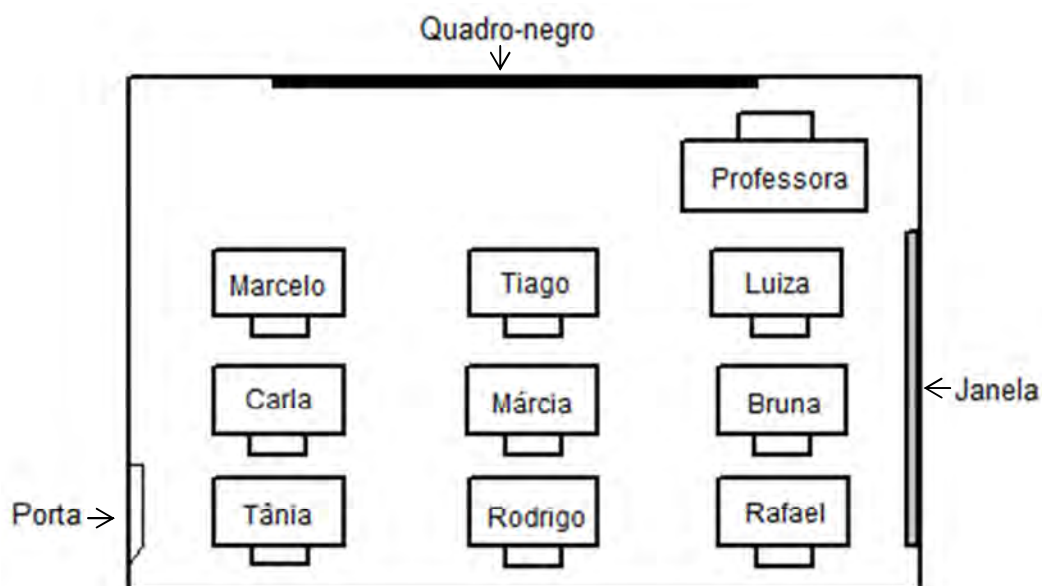 Quadro-negro
Professora
Marcelo
Tiago
Luiza
Carla
Márcia
Bruna
Janela
Porta
Tânia
Rodrigo
Rafael